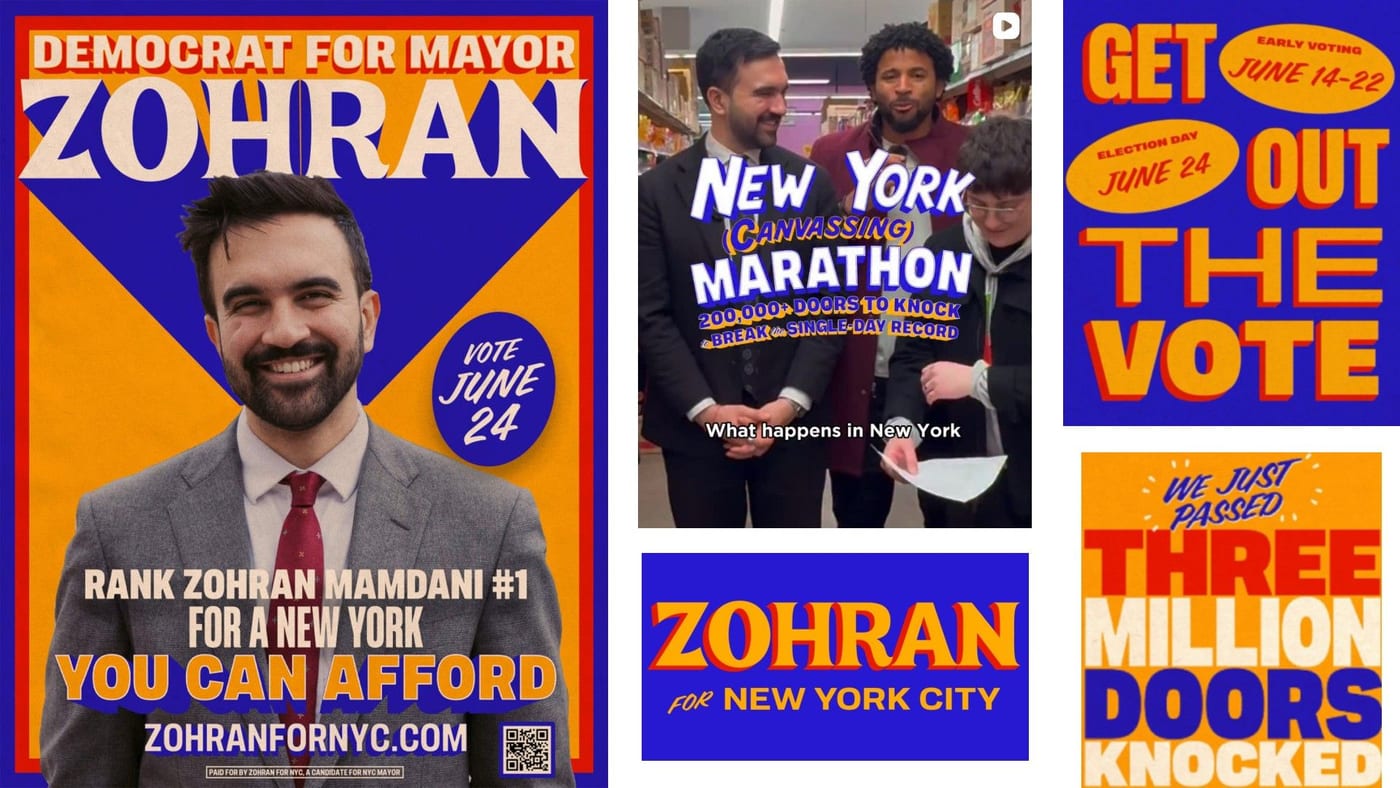 DEMOCRAT FOR MAYOR
ZOHRAN
VOTE
JUNE
24
RANK ZOHRAN MAMDANI #1
FOR A NEW YORK
YOU CAN AFFORD
ZOHRANFORNYC.COM
PAID FOR BY ZOHRAN FOR NYC, A CANDIDATE FOR NYC MAYOR
NEW YORK
(CANVASSING)
MARATHON
200,000+ DOORS TO KNOCK
to BREAK the SINGLE-DAY RECORD
What happens in New York
ZOHRAN
FOR NEW YORK CITY
GET
EARLY VOTING
JUNE 14-22
ELECTION DAY
JUNE 24
OUT
THE
VOTE
WE JUST
PASSED
THREE
MILLION
DOORS
KNOCKED